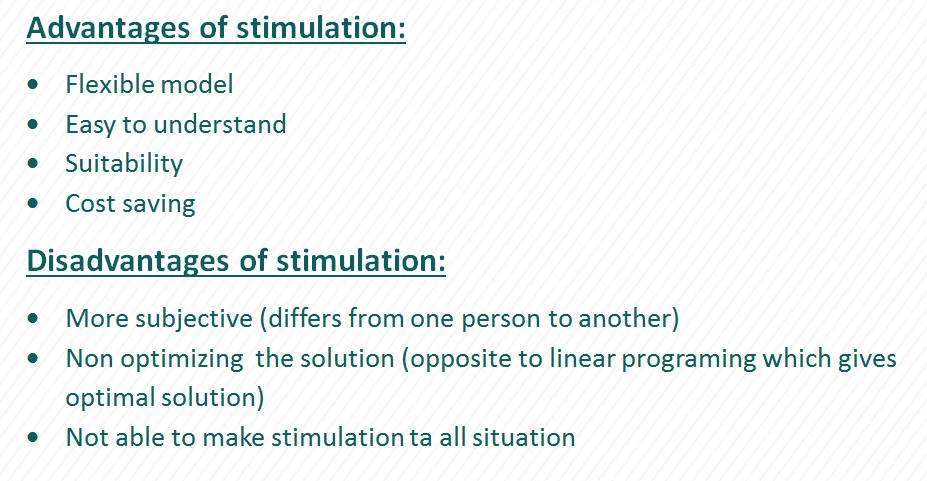 Advantages of stimulation:
• Flexible model
• Easy to understand
• Suitability
• Cost saving
Disadvantages of stimulation:
• More subjective (differs from one person to another)
• Non optimizing  the solution (opposite to linear programing which gives
optimal solution)
• Not able to make stimulation ta all situation